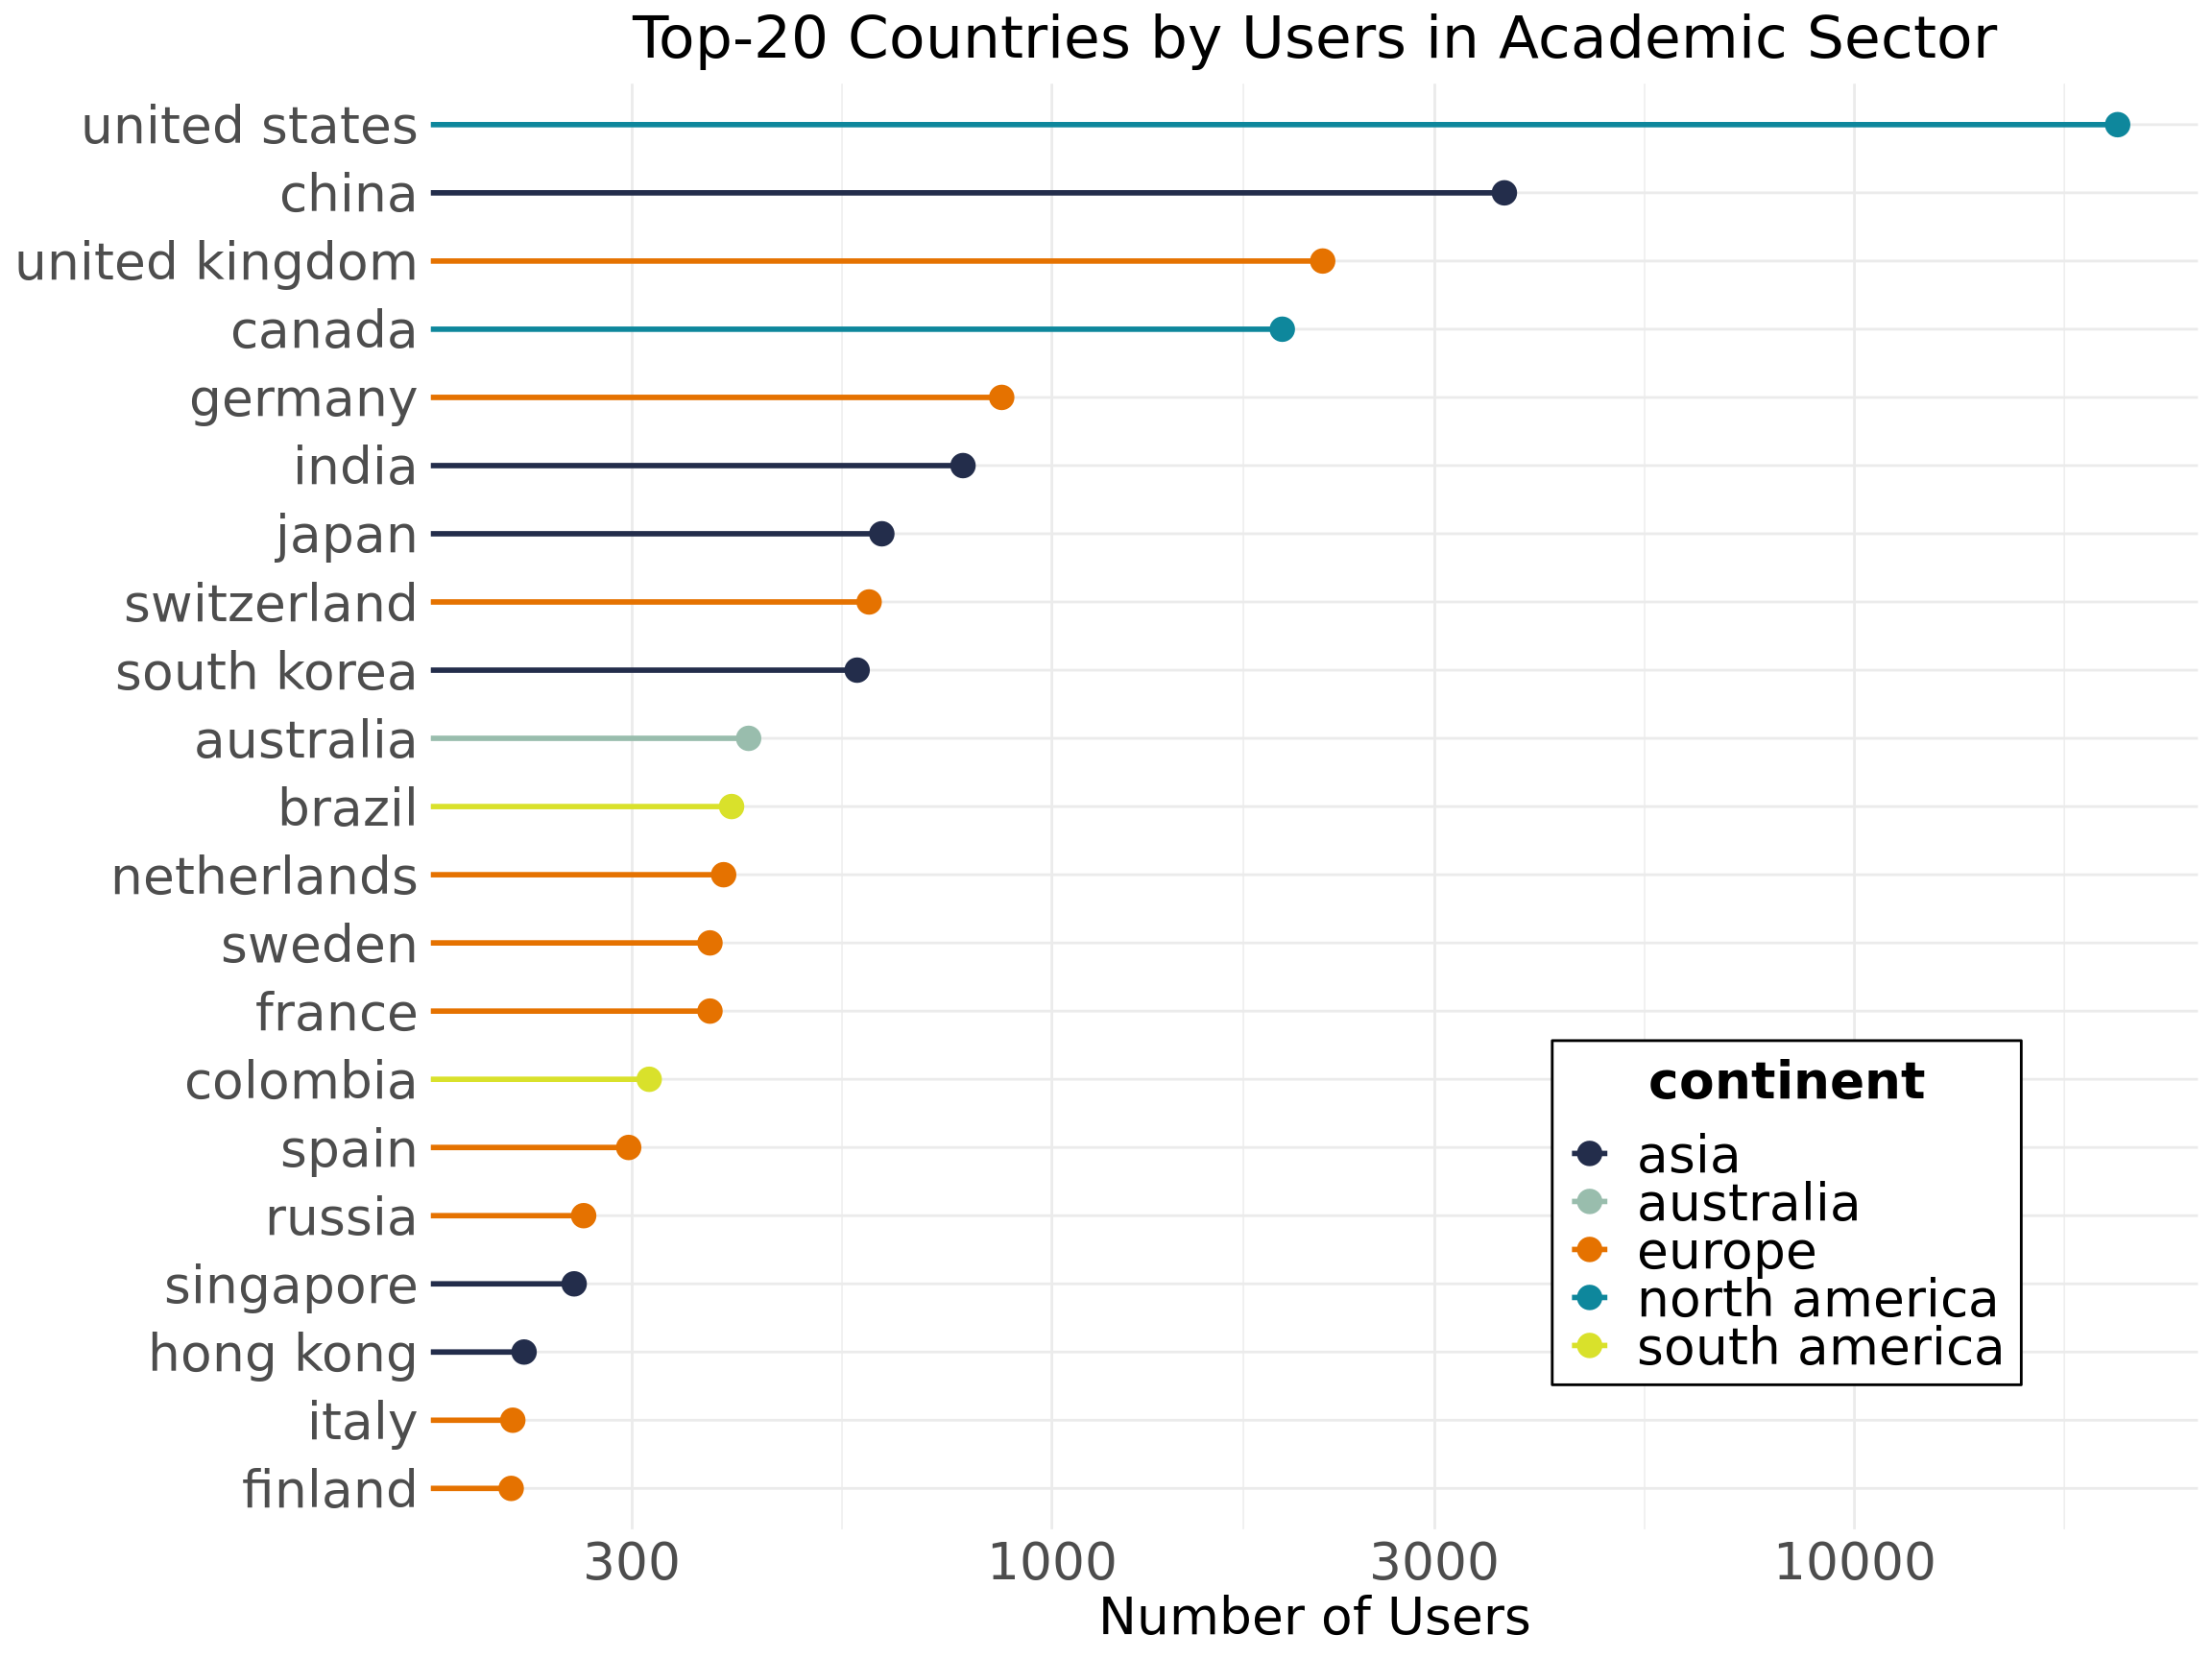 Top-20 Countries by Users in Academic Sector
united states
china
united kingdom
canada
germany
india
japan
switzerland
south korea
australia
brazil
netherlands
sweden
france
colombia
spain
russia
singapore
hong kong
italy
finland
continent
asia
australia
europe
north america
south america
300 1000 3000 10000
Number of Users